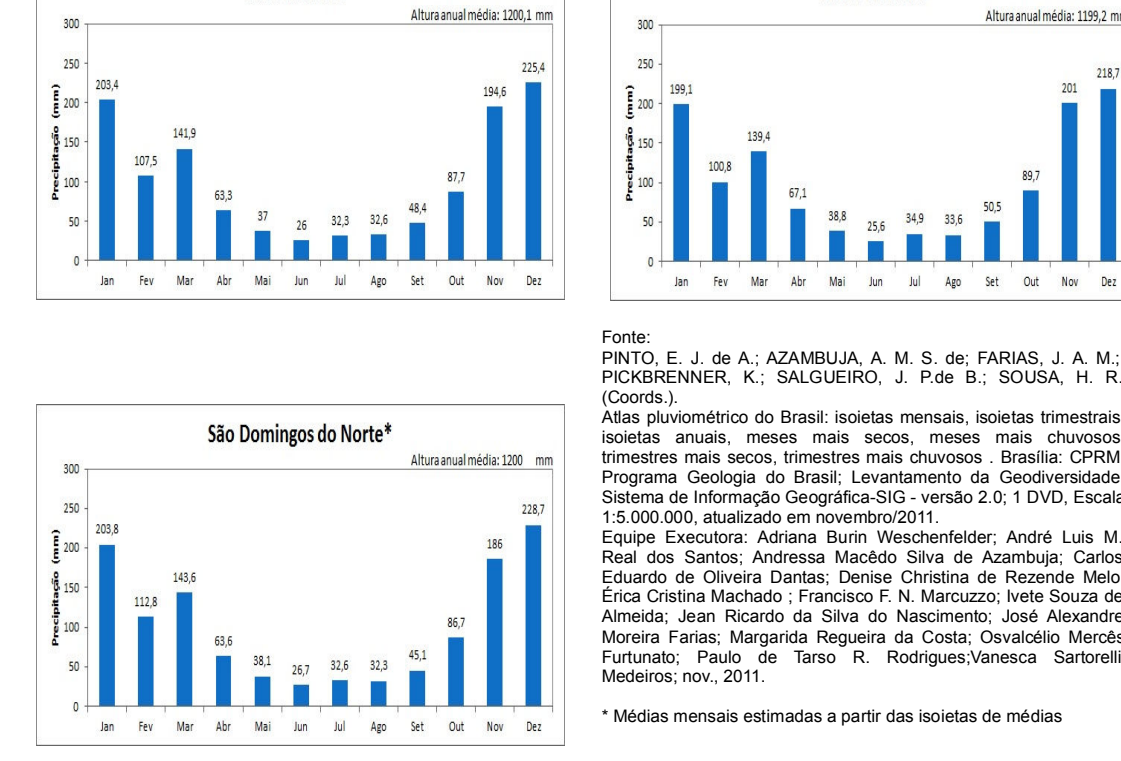 Altura anual média: 1200,1 mm
Precipitação (mm)
300
250
200
150
100
50
0
203,4
107,5
141,9
63,3
37
26
32,3
32,6
48,4
87,7
194,6
225,4
Jan Fev Mar Abr Mai Jun Jul Ago Set Out Nov Dez
Altura anual média: 1199,2 m
Precipitação (mm)
300
250
200
150
100
50
0
199,1
100,8
139,4
67,1
38,8
25,6
34,9
33,6
50,5
89,7
201
218,7
Jan Fev Mar Abr Mai Jun Jul Ago Set Out Nov Dez
São Domingos do Norte*
Altura anual média: 1200 mm
Precipitação (mm)
300
250
200
150
100
50
0
203,8
112,8
143,6
63,6
38,1
26,7
32,6
32,3
45,1
86,7
186
228,7
Jan Fev Mar Abr Mai Jun Jul Ago Set Out Nov Dez
Fonte:
PINTO, E. J. de A.; AZAMBUJA, A. M. S. de; FARIAS, J. A. M.;
PICKBRENNER, K.; SALGUEIRO, J. P.de B.; SOUSA, H. R.
(Coords.).
Atlas pluviométrico do Brasil: isoietas mensais, isoietas trimestrais
isoietas anuais, meses mais secos, meses mais chuvosos
trimestres mais secos, trimestres mais chuvosos . Brasília: CPRM
Programa Geologia do Brasil; Levantamento da Geodiversidade
Sistema de Informação Geográfica-SIG - versão 2.0; 1 DVD, Escala
1:5.000.000, atualizado em novembro/2011.
Equipe Executora: Adriana Burin Weschenfelder; André Luis M.
Real dos Santos; Andressa Macêdo Silva de Azambuja; Carlos
Eduardo de Oliveira Dantas; Denise Christina de Rezende Melo
Érica Cristina Machado ; Francisco F. N. Marcuzzo; Ivete Souza de
Almeida; Jean Ricardo da Silva do Nascimento; José Alexandre
Moreira Farias; Margarida Regueira da Costa; Osvalcélio Mercês
Furtunato; Paulo de Tarso R. Rodrigues;Vanesca Sartorelli
Medeiros; nov., 2011.
* Médias mensais estimadas a partir das isoietas de médias